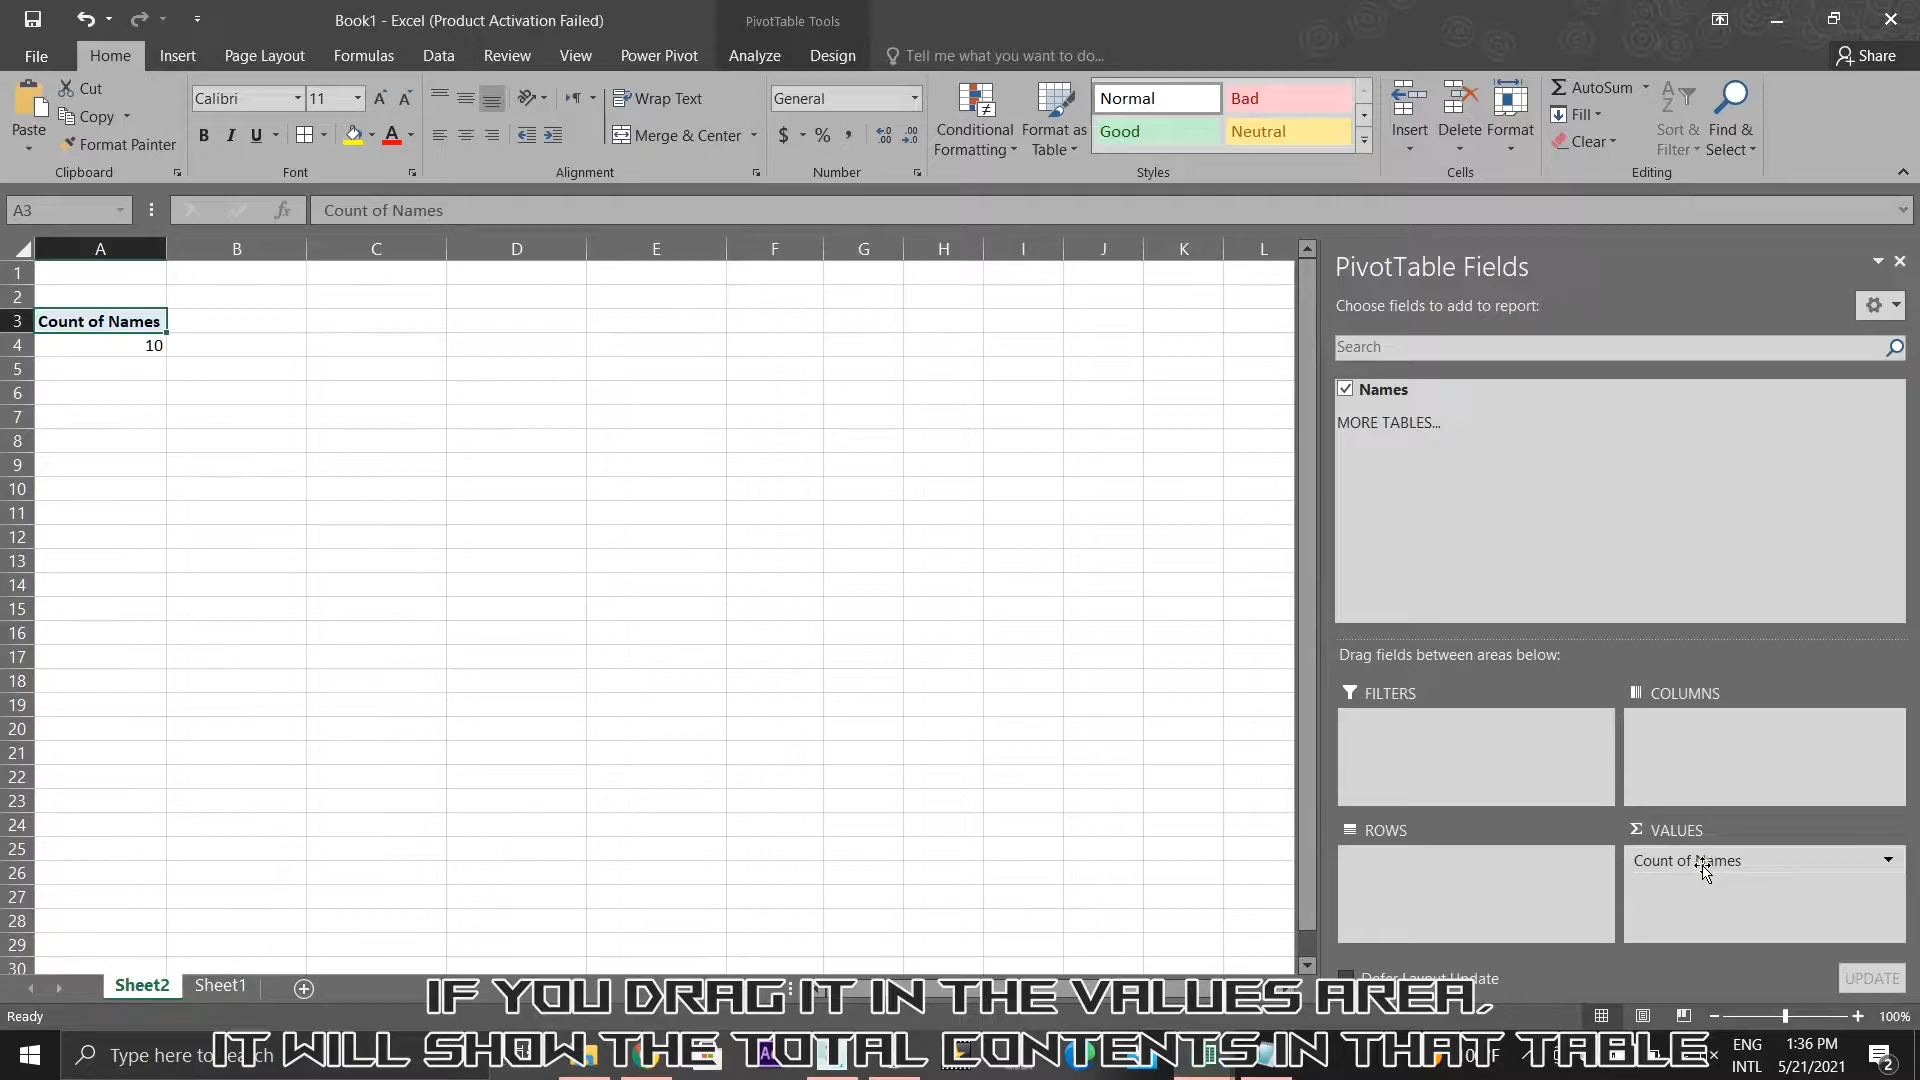 Book1 - Excel (Product Activation Failed)
PivotTable Tools
File Home Insert Page Layout Formulas Data Review View Power Pivot Analyze Design Tell me what you want to do... Share
Paste
Cut
Copy
Format Painter
Clipboard
Calibri 11
B I U
Font
Wrap Text
Merge & Center
Alignment
General
$ % ,
Number
Conditional Formatting
Format as Table
Normal Bad
Good Neutral
Styles
Insert Delete Format
Cells
AutoSum
Fill
Clear
Sort & Filter
Find & Select
Editing
A3 fx Count of Names
A B C D E F G H I J K L
1
2
3 Count of Names
4 10
5
6
7
8
9
10
11
12
13
14
15
16
17
18
19
20
21
22
23
24
25
26
27
28
29
30
PivotTable Fields
Choose fields to add to report:
Search
Names
MORE TABLES...
Drag fields between areas below:
FILTERS COLUMNS
ROWS Σ VALUES
Count of Names
Defer Layout Update UPDATE
Sheet2 Sheet1
IF YOU DRAG IT IN THE VALUES AREA,
IT WILL SHOW THE TOTAL CONTENTS IN THAT TABLE
Ready 100%
Type here to search
ENG
INTL
1:36 PM
5/21/2021
2